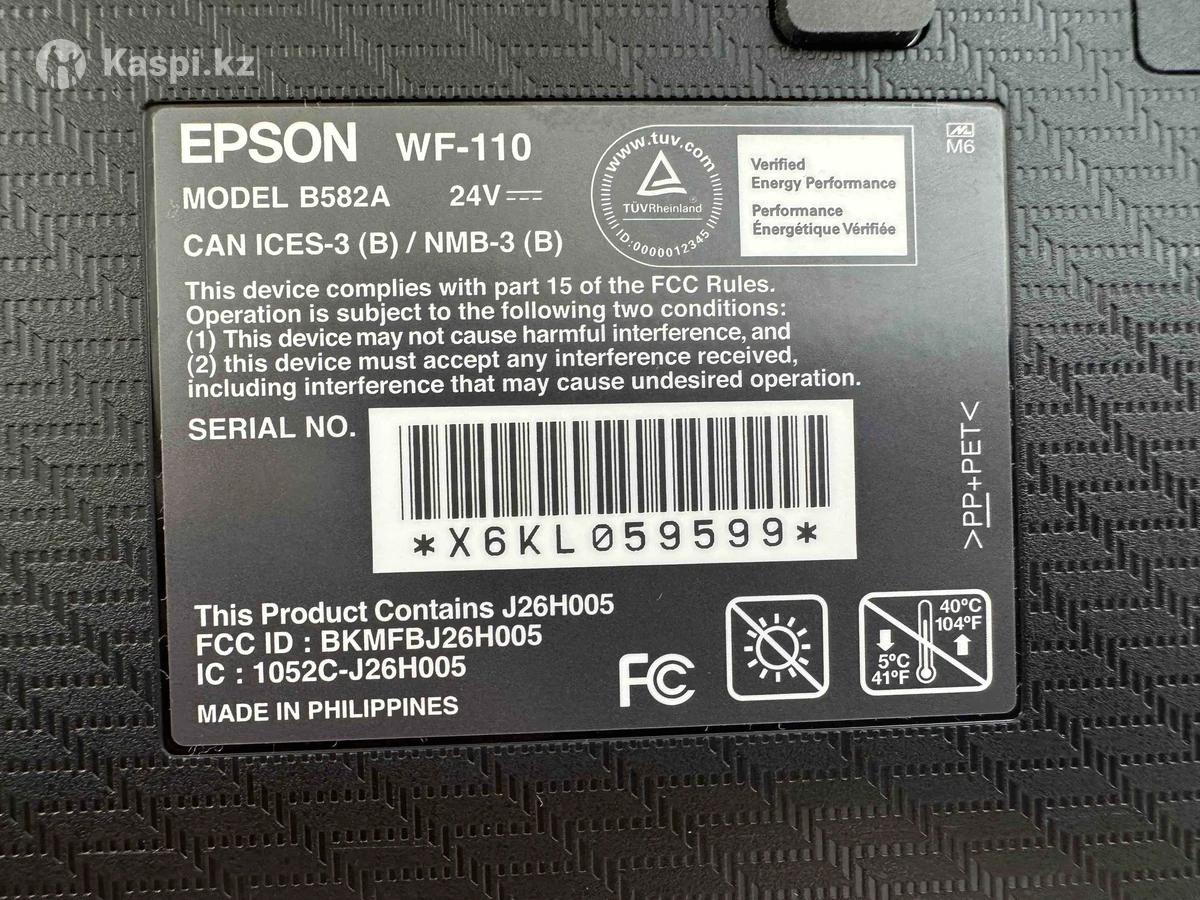 Kaspi.kz
EPSON WF-110
MODEL B582A 24V
CAN ICES-3 (B) / NMB-3 (B)
www.tuv.com
TÜVRheinland®
ID:0000012345
Verified
Energy Performance
Performance
Énergétique Vérifiée
M6
This device complies with part 15 of the FCC Rules.
Operation is subject to the following two conditions:
(1) This device may not cause harmful interference, and
(2) this device must accept any interference received,
including interference that may cause undesired operation.
SERIAL NO.
*X6KL059599*
>PP+PET<
This Product Contains J26H005
FCC ID : BKMFBJ26H005
IC : 1052C-J26H005
MADE IN PHILIPPINES
FC
40°C
104°F
5°C
41°F